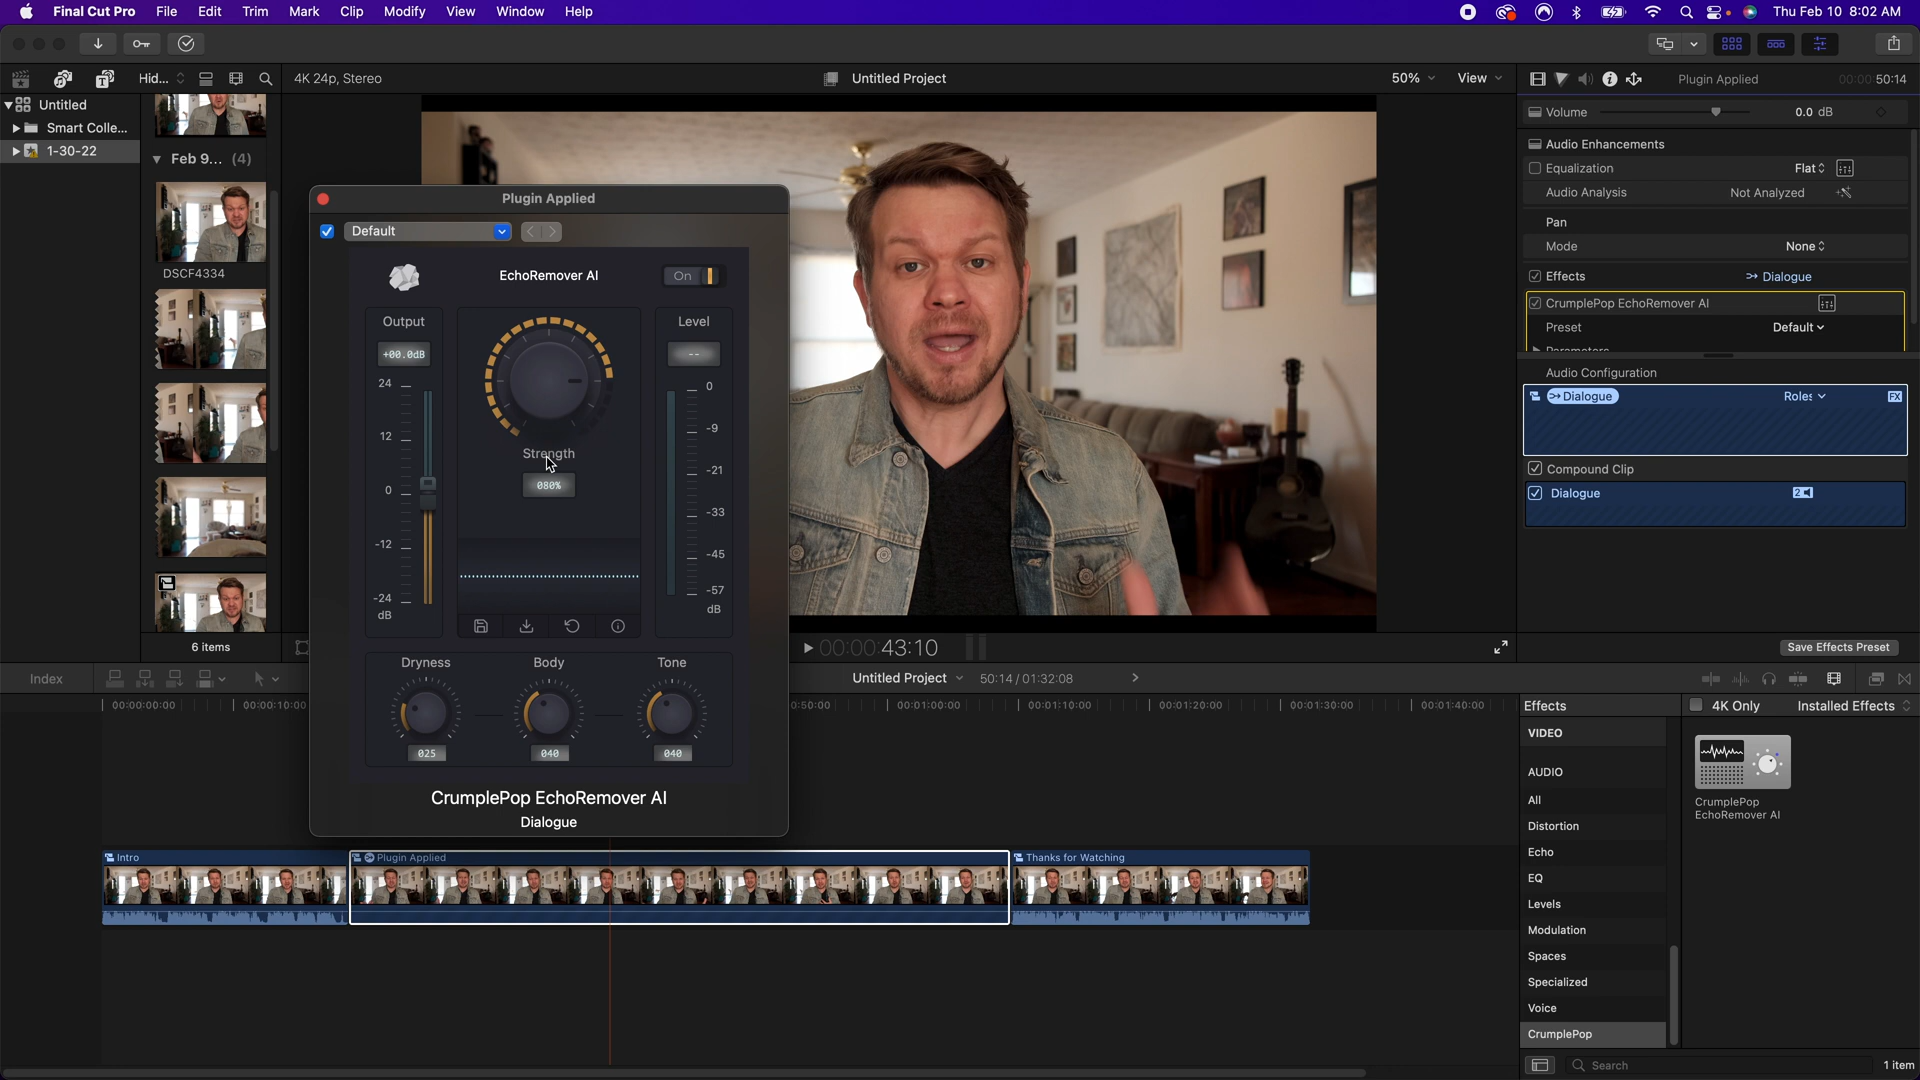 Final Cut Pro File Edit Trim Mark Clip Modify View Window Help Thu Feb 10 8:02 AM
Hid... 4K 24p, Stereo Untitled Project 50% View Plugin Applied 00:00:50:14
Untitled
Smart Colle...
1-30-22
Feb 9... (4)
DSCF4334
6 items
Volume 0.0 dB
Audio Enhancements
Equalization Flat
Audio Analysis Not Analyzed
Pan
Mode None
Effects Dialogue
CrumplePop EchoRemover AI
Preset Default
Parameters
Audio Configuration
Dialogue Roles FX
Compound Clip
Dialogue 2
Save Effects Preset
Plugin Applied
Default
EchoRemover AI On
Output Level
+00.0dB --
24
12
0
-12
-24
dB
Strength
080%
0
-9
-21
-33
-45
-57
dB
Dryness Body Tone
025 040 040
CrumplePop EchoRemover AI
Dialogue
00:00:43:10
Index Untitled Project 50:14 / 01:32:08
00:00:00:00 00:00:10:00 0:50:00 00:01:00:00 00:01:10:00 00:01:20:00 00:01:30:00 00:01:40:00
Intro Plugin Applied Thanks for Watching
Effects 4K Only Installed Effects
VIDEO
AUDIO
All
Distortion
Echo
EQ
Levels
Modulation
Spaces
Specialized
Voice
CrumplePop
CrumplePop
EchoRemover AI
Search 1 item